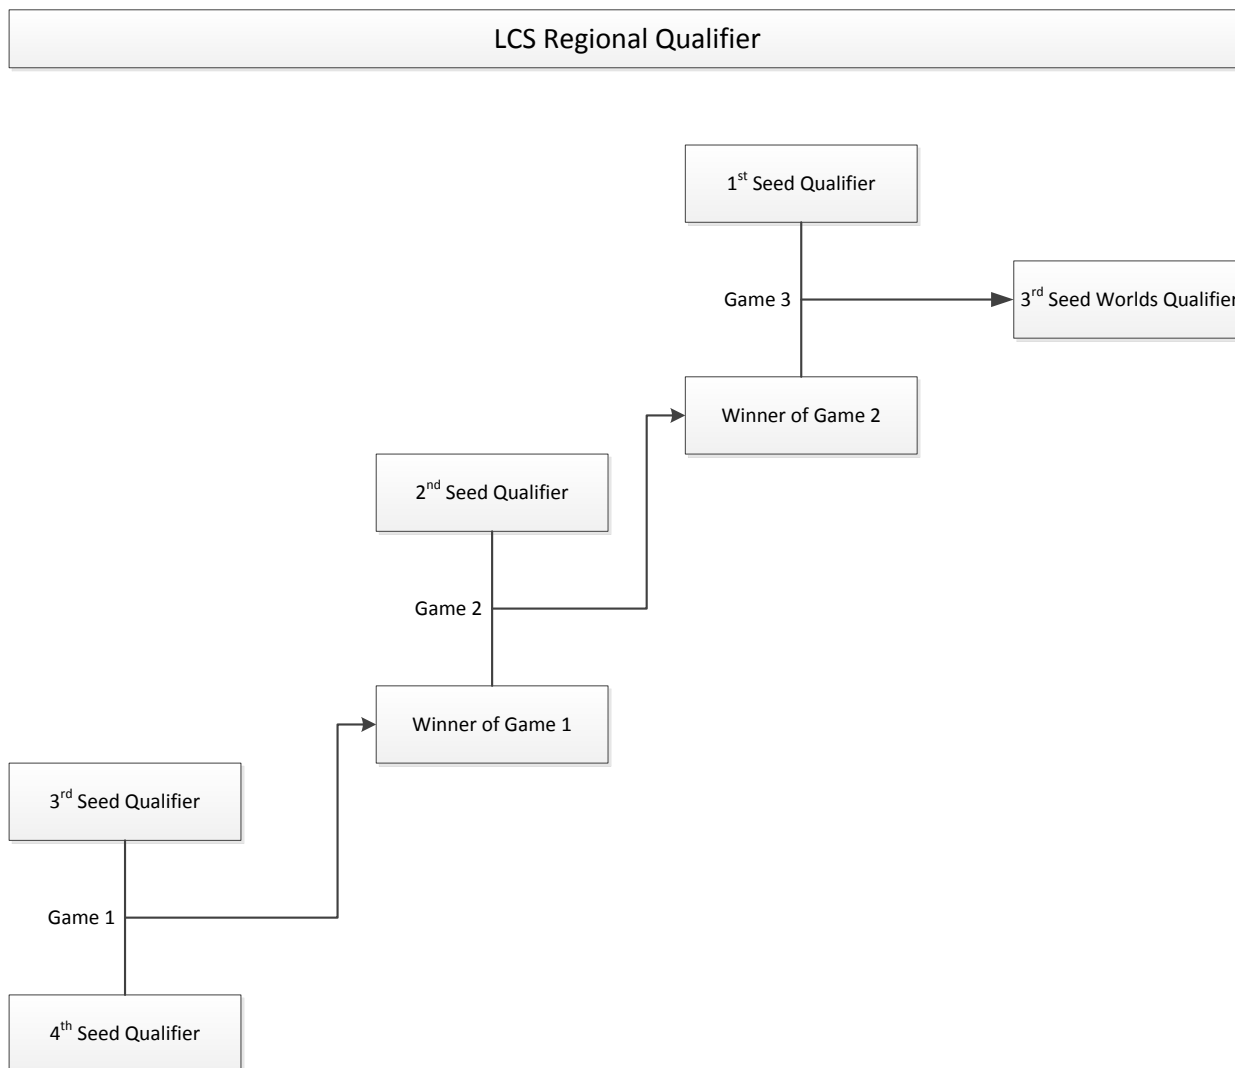 LCS Regional Qualifier
1st Seed Qualifier
Game 3
3rd Seed Worlds Qualifier
Winner of Game 2
2nd Seed Qualifier
Game 2
Winner of Game 1
3rd Seed Qualifier
Game 1
4th Seed Qualifier